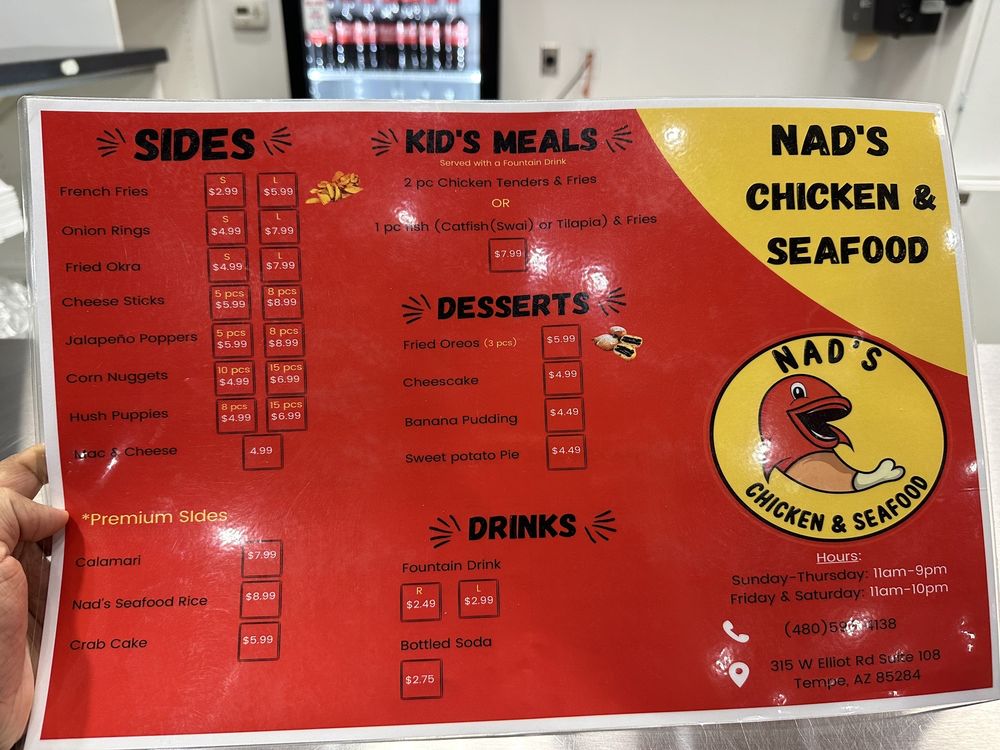 SIDES
French Fries S $2.99 L $5.99
Onion Rings S $4.99 L $7.99
Fried Okra S $4.99 L $7.99
Cheese Sticks 5 pcs $5.99 8 pcs $8.99
Jalapeño Poppers 5 pcs $5.99 8 pcs $8.99
Corn Nuggets 10 pcs $4.99 15 pcs $6.99
Hush Puppies 8 pcs $4.99 15 pcs $6.99
Mac & Cheese 4.99
*Premium SIdes
Calamari $7.99
Nad's Seafood Rice $8.99
Crab Cake $5.99
KID'S MEALS
Served with a Fountain Drink
2 pc Chicken Tenders & Fries
OR
1 pc fish (Catfish(Swai) or Tilapia) & Fries
$7.99
DESSERTS
Fried Oreos (3 pcs) $5.99
Cheescake $4.99
Banana Pudding $4.49
Sweet potato Pie $4.49
DRINKS
Fountain Drink
R $2.49 L $2.99
Bottled Soda
$2.75
NAD'S
CHICKEN &
SEAFOOD
NAD'S
CHICKEN & SEAFOOD
Hours:
Sunday-Thursday: 11am-9pm
Friday & Saturday: 11am-10pm
(480)
315 W Elliot Rd Suite 108
Tempe, AZ 85284